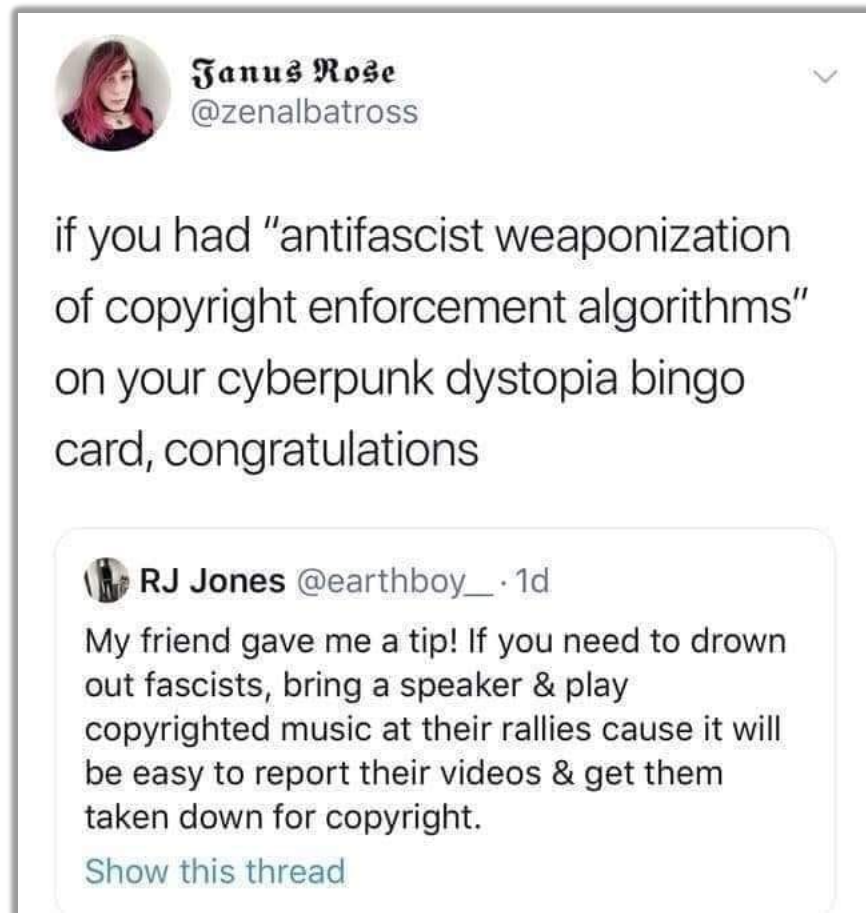 𝕵𝖆𝖓𝖚𝖘 𝕽𝖔𝖘𝖊
@zenalbatross
if you had "antifascist weaponization
of copyright enforcement algorithms"
on your cyberpunk dystopia bingo
card, congratulations
RJ Jones @earthboy__ · 1d
My friend gave me a tip! If you need to drown
out fascists, bring a speaker & play
copyrighted music at their rallies cause it will
be easy to report their videos & get them
taken down for copyright.
Show this thread